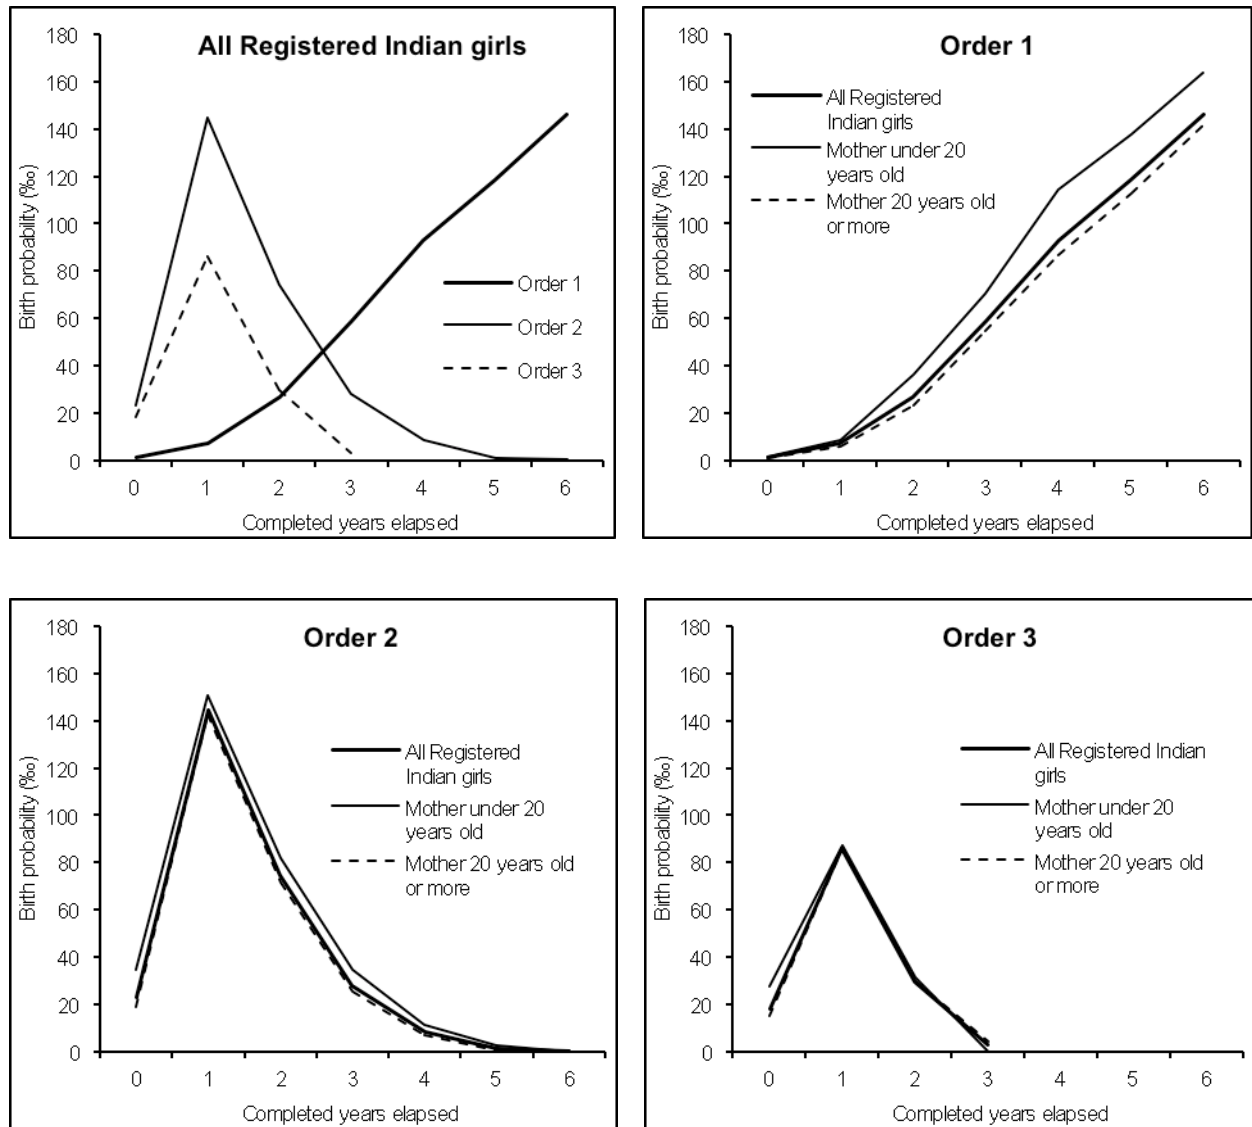 All Registered Indian girls
180
160
140
120
100
80
60
40
20
0
Birth probability (‰)
Order 1
Order 2
Order 3
0 1 2 3 4 5 6
Completed years elapsed
Order 1
180
160
140
120
100
80
60
40
20
0
Birth probability (‰)
All Registered
Indian girls
Mother under 20
years old
Mother 20 years old
or more
0 1 2 3 4 5 6
Completed years elapsed
Order 2
180
160
140
120
100
80
60
40
20
0
Birth probability (‰)
All Registered
Indian girls
Mother under 20
years old
Mother 20 years old
or more
0 1 2 3 4 5 6
Completed years elapsed
Order 3
180
160
140
120
100
80
60
40
20
0
Birth probability (‰)
All Registered Indian
girls
Mother under 20
years old
Mother 20 years old
or more
0 1 2 3 4 5 6
Completed years elapsed